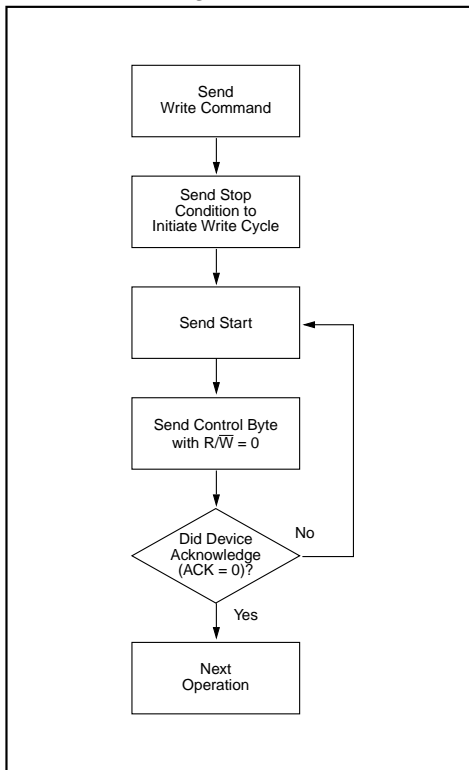 Send
Write Command
Send Stop
Condition to
Initiate Write Cycle
Send Start
Send Control Byte
with R/W̅ = 0
Did Device
Acknowledge
(ACK = 0)?
No
Yes
Next
Operation